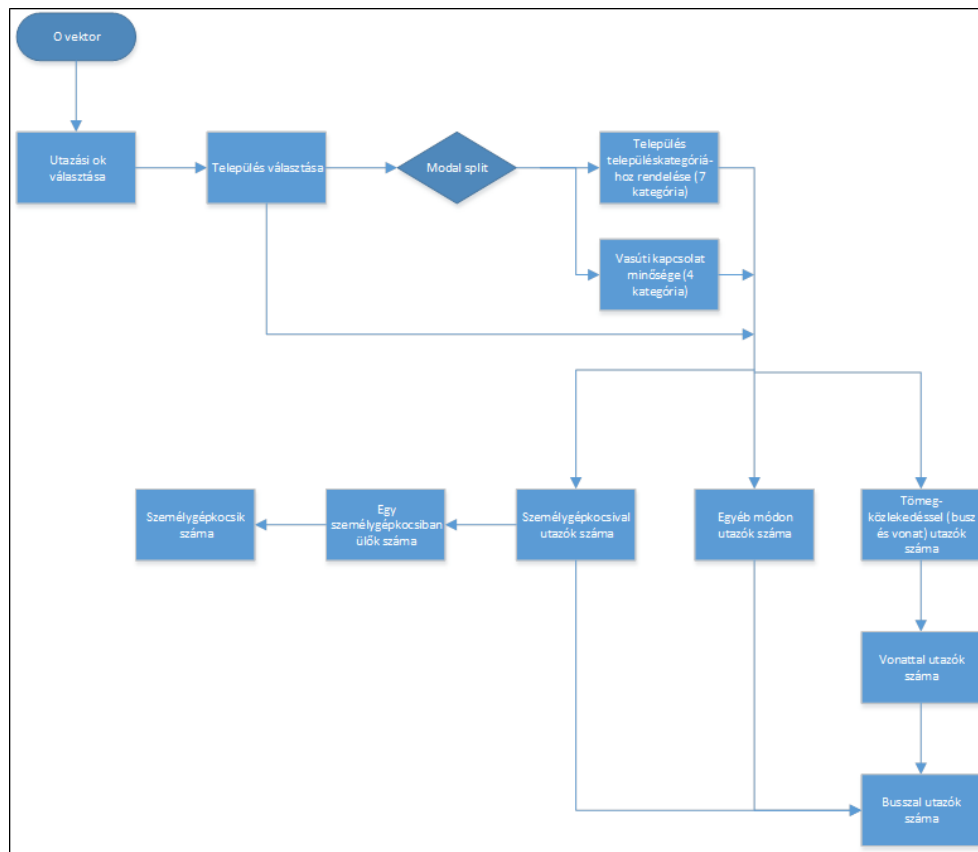 O vektor
Utazási ok
választása
Település választása
Modal split
Település
településkategóriá-
hoz rendelése (7
kategória)
Vasúti kapcsolat
minősége (4
kategória)
Személygépkocsik
száma
Egy
személygépkocsiban
ülők száma
Személygépkocsival
utazók száma
Egyéb módon
utazók száma
Tömeg-
közlekedéssel (busz
és vonat) utazók
száma
Vonattal utazók
száma
Busszal utazók
száma